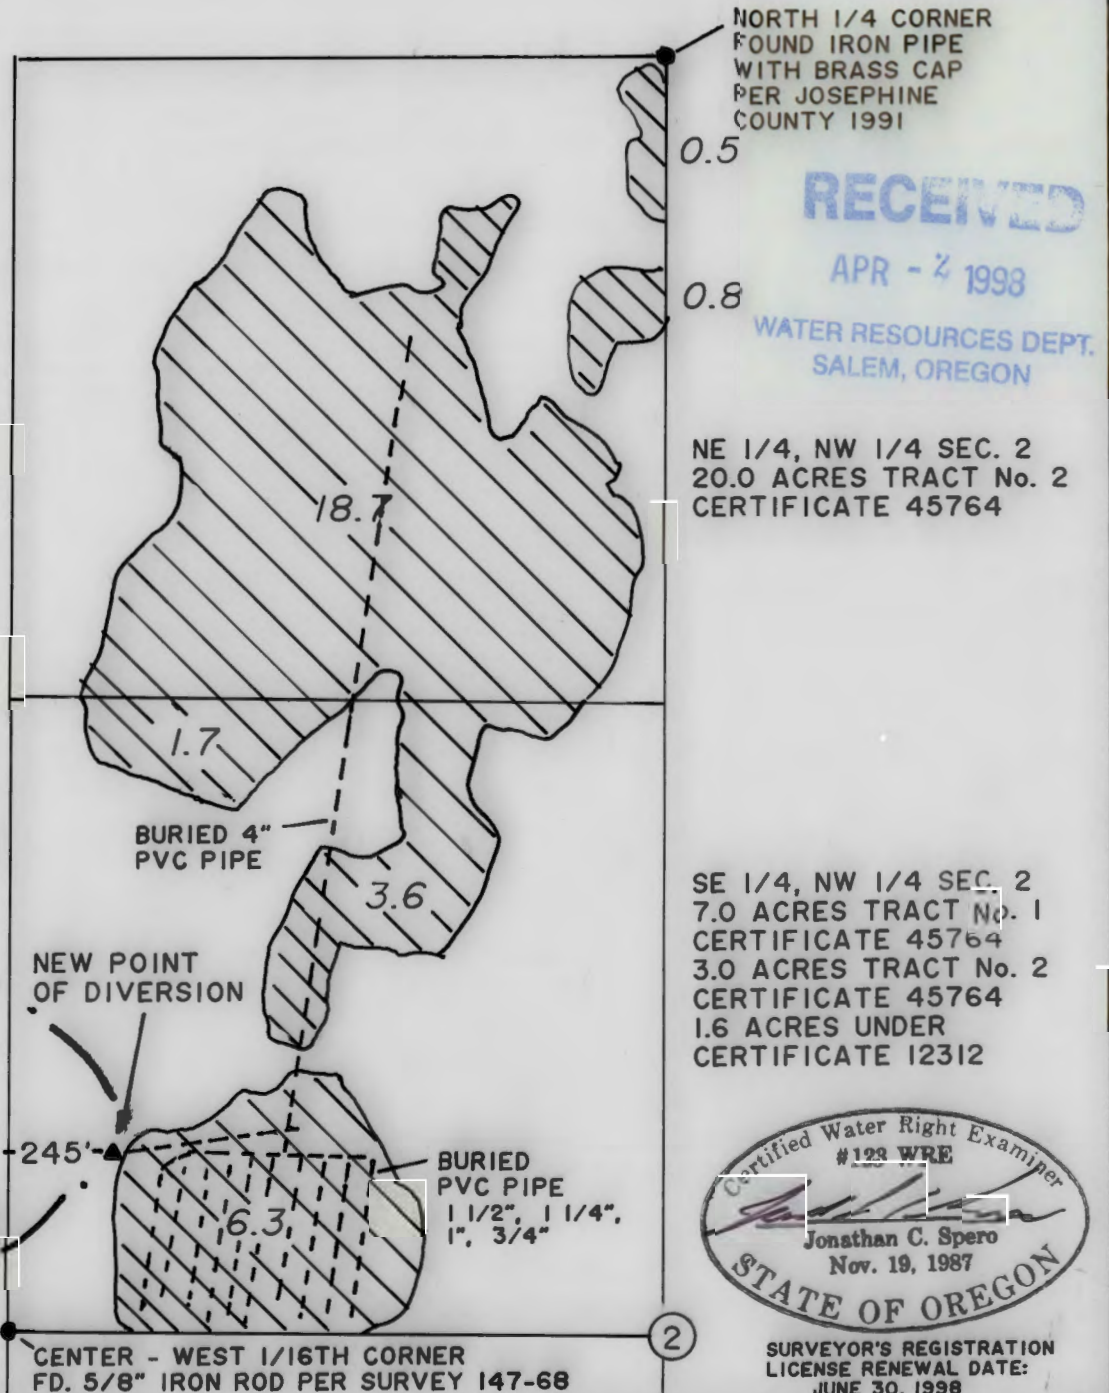 NORTH 1/4 CORNER
FOUND IRON PIPE
WITH BRASS CAP
PER JOSEPHINE
COUNTY 1991
0.5
RECEIVED
APR - 2 1998
0.8
WATER RESOURCES DEPT.
SALEM, OREGON
NE 1/4, NW 1/4 SEC. 2
20.0 ACRES TRACT No. 2
CERTIFICATE 45764
18.7
1.7
BURIED 4"
PVC PIPE
3.6
SE 1/4, NW 1/4 SEC. 2
7.0 ACRES TRACT No. 1
CERTIFICATE 45764
3.0 ACRES TRACT No. 2
CERTIFICATE 45764
1.6 ACRES UNDER
CERTIFICATE 12312
NEW POINT
OF DIVERSION
245'
BURIED
PVC PIPE
1 1/2", 1 1/4",
1", 3/4"
6.3
Certified Water Right Examiner
#123 WRE
Jonathan C. Spero
Nov. 19, 1987
STATE OF OREGON
2
CENTER - WEST 1/16TH CORNER
FD. 5/8" IRON ROD PER SURVEY 147-68
SURVEYOR'S REGISTRATION
LICENSE RENEWAL DATE:
JUNE 30, 1998